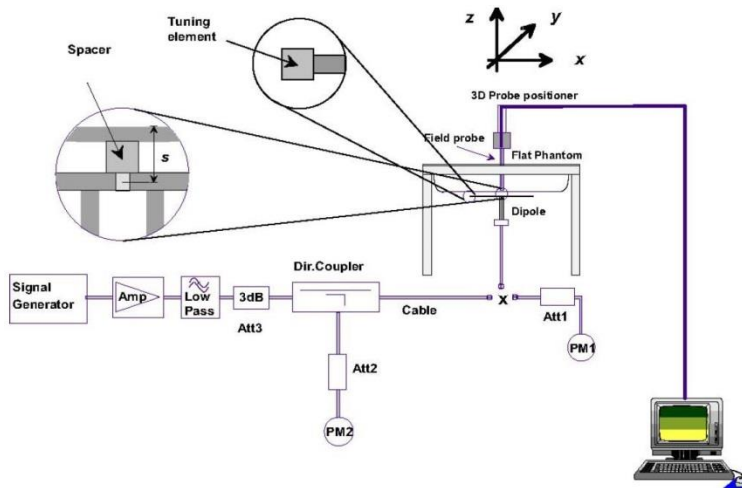 Tuning
element
Spacer
s
z
y
x
3D Probe positioner
Field probe
Flat Phantom
Dipole
Signal
Generator
Amp
Low
Pass
3dB
Att3
Dir.Coupler
Cable
x
Att1
PM1
Att2
PM2